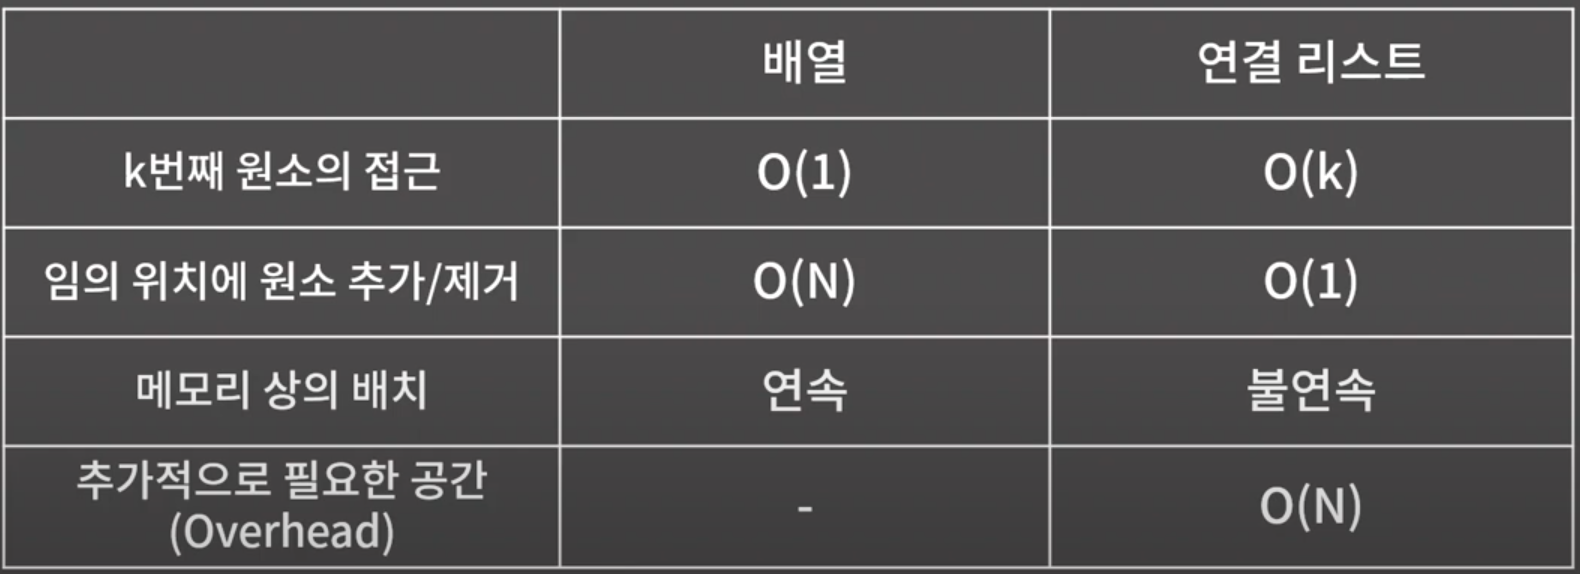 배열 연결 리스트
k번째 원소의 접근 O(1) O(k)
임의 위치에 원소 추가/제거 O(N) O(1)
메모리 상의 배치 연속 불연속
추가적으로 필요한 공간
(Overhead) - O(N)